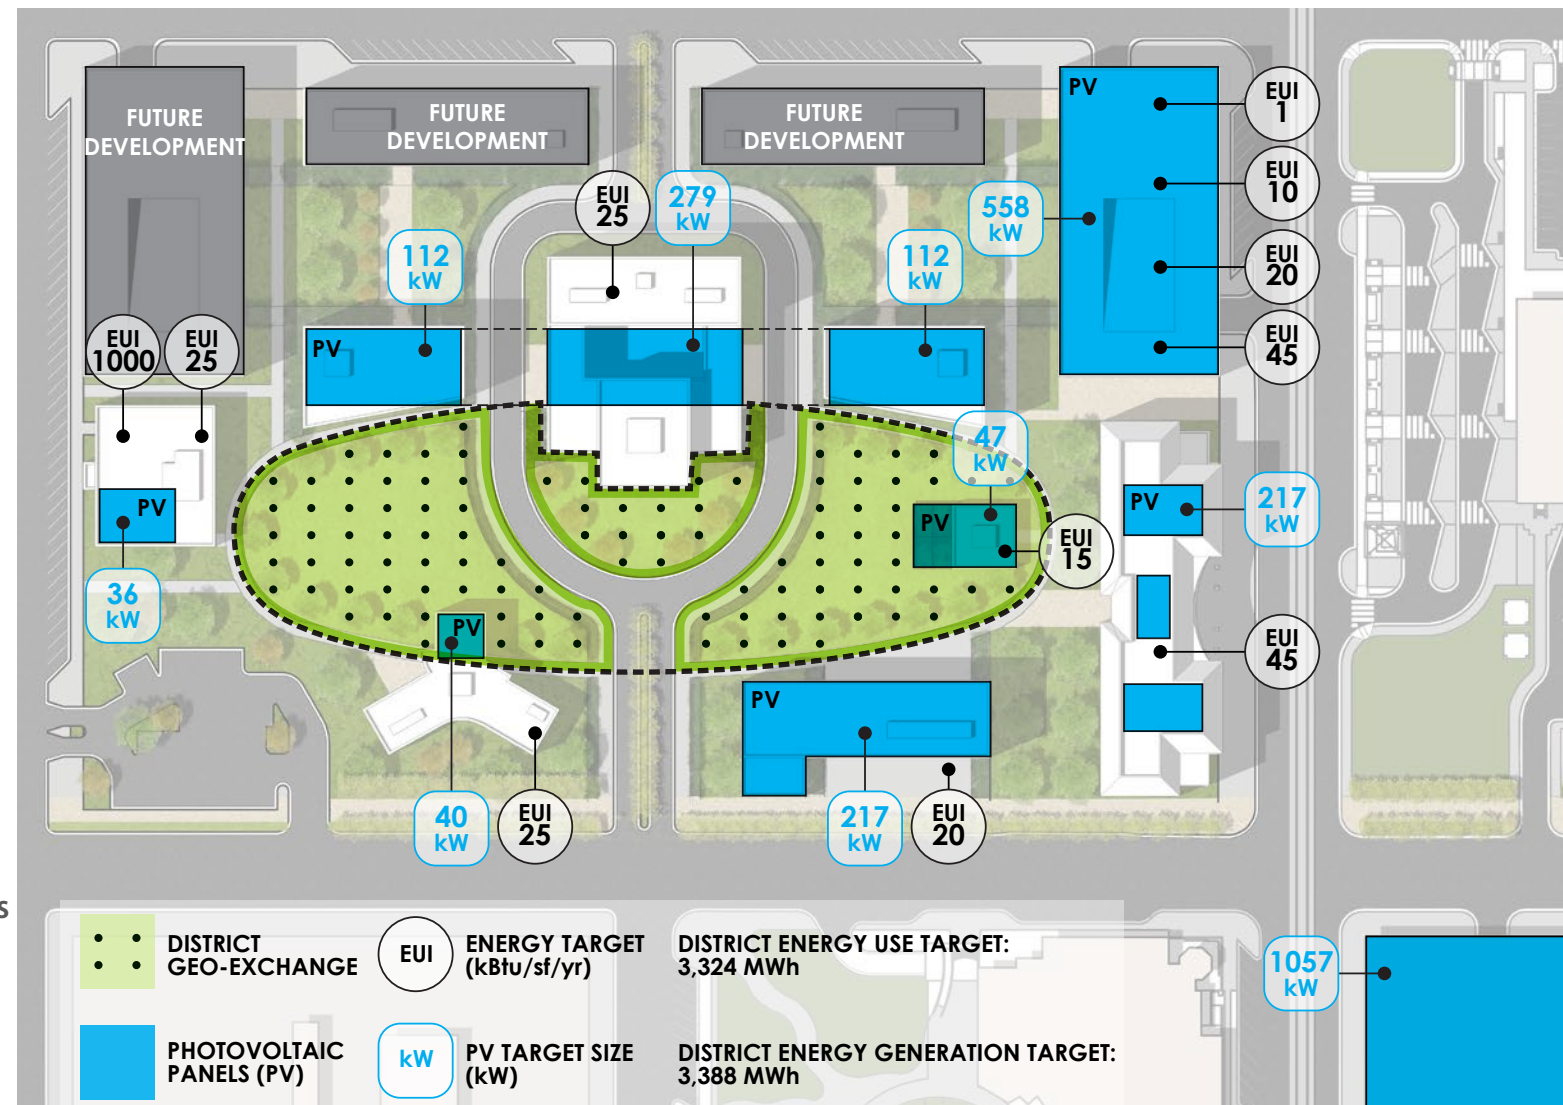 FUTURE
DEVELOPMENT
FUTURE
DEVELOPMENT
FUTURE
DEVELOPMENT
PV
EUI
1
EUI
10
EUI
20
EUI
45
558
kW
EUI
25
279
kW
112
kW
112
kW
PV
EUI
1000
EUI
25
PV
36
kW
47
kW
PV
EUI
15
PV
217
kW
EUI
45
PV
40
kW
EUI
25
PV
217
kW
EUI
20
1057
kW
S
DISTRICT
GEO-EXCHANGE
EUI
ENERGY TARGET
(kBtu/sf/yr)
DISTRICT ENERGY USE TARGET:
3,324 MWh
PHOTOVOLTAIC
PANELS (PV)
kW
PV TARGET SIZE
(kW)
DISTRICT ENERGY GENERATION TARGET:
3,388 MWh